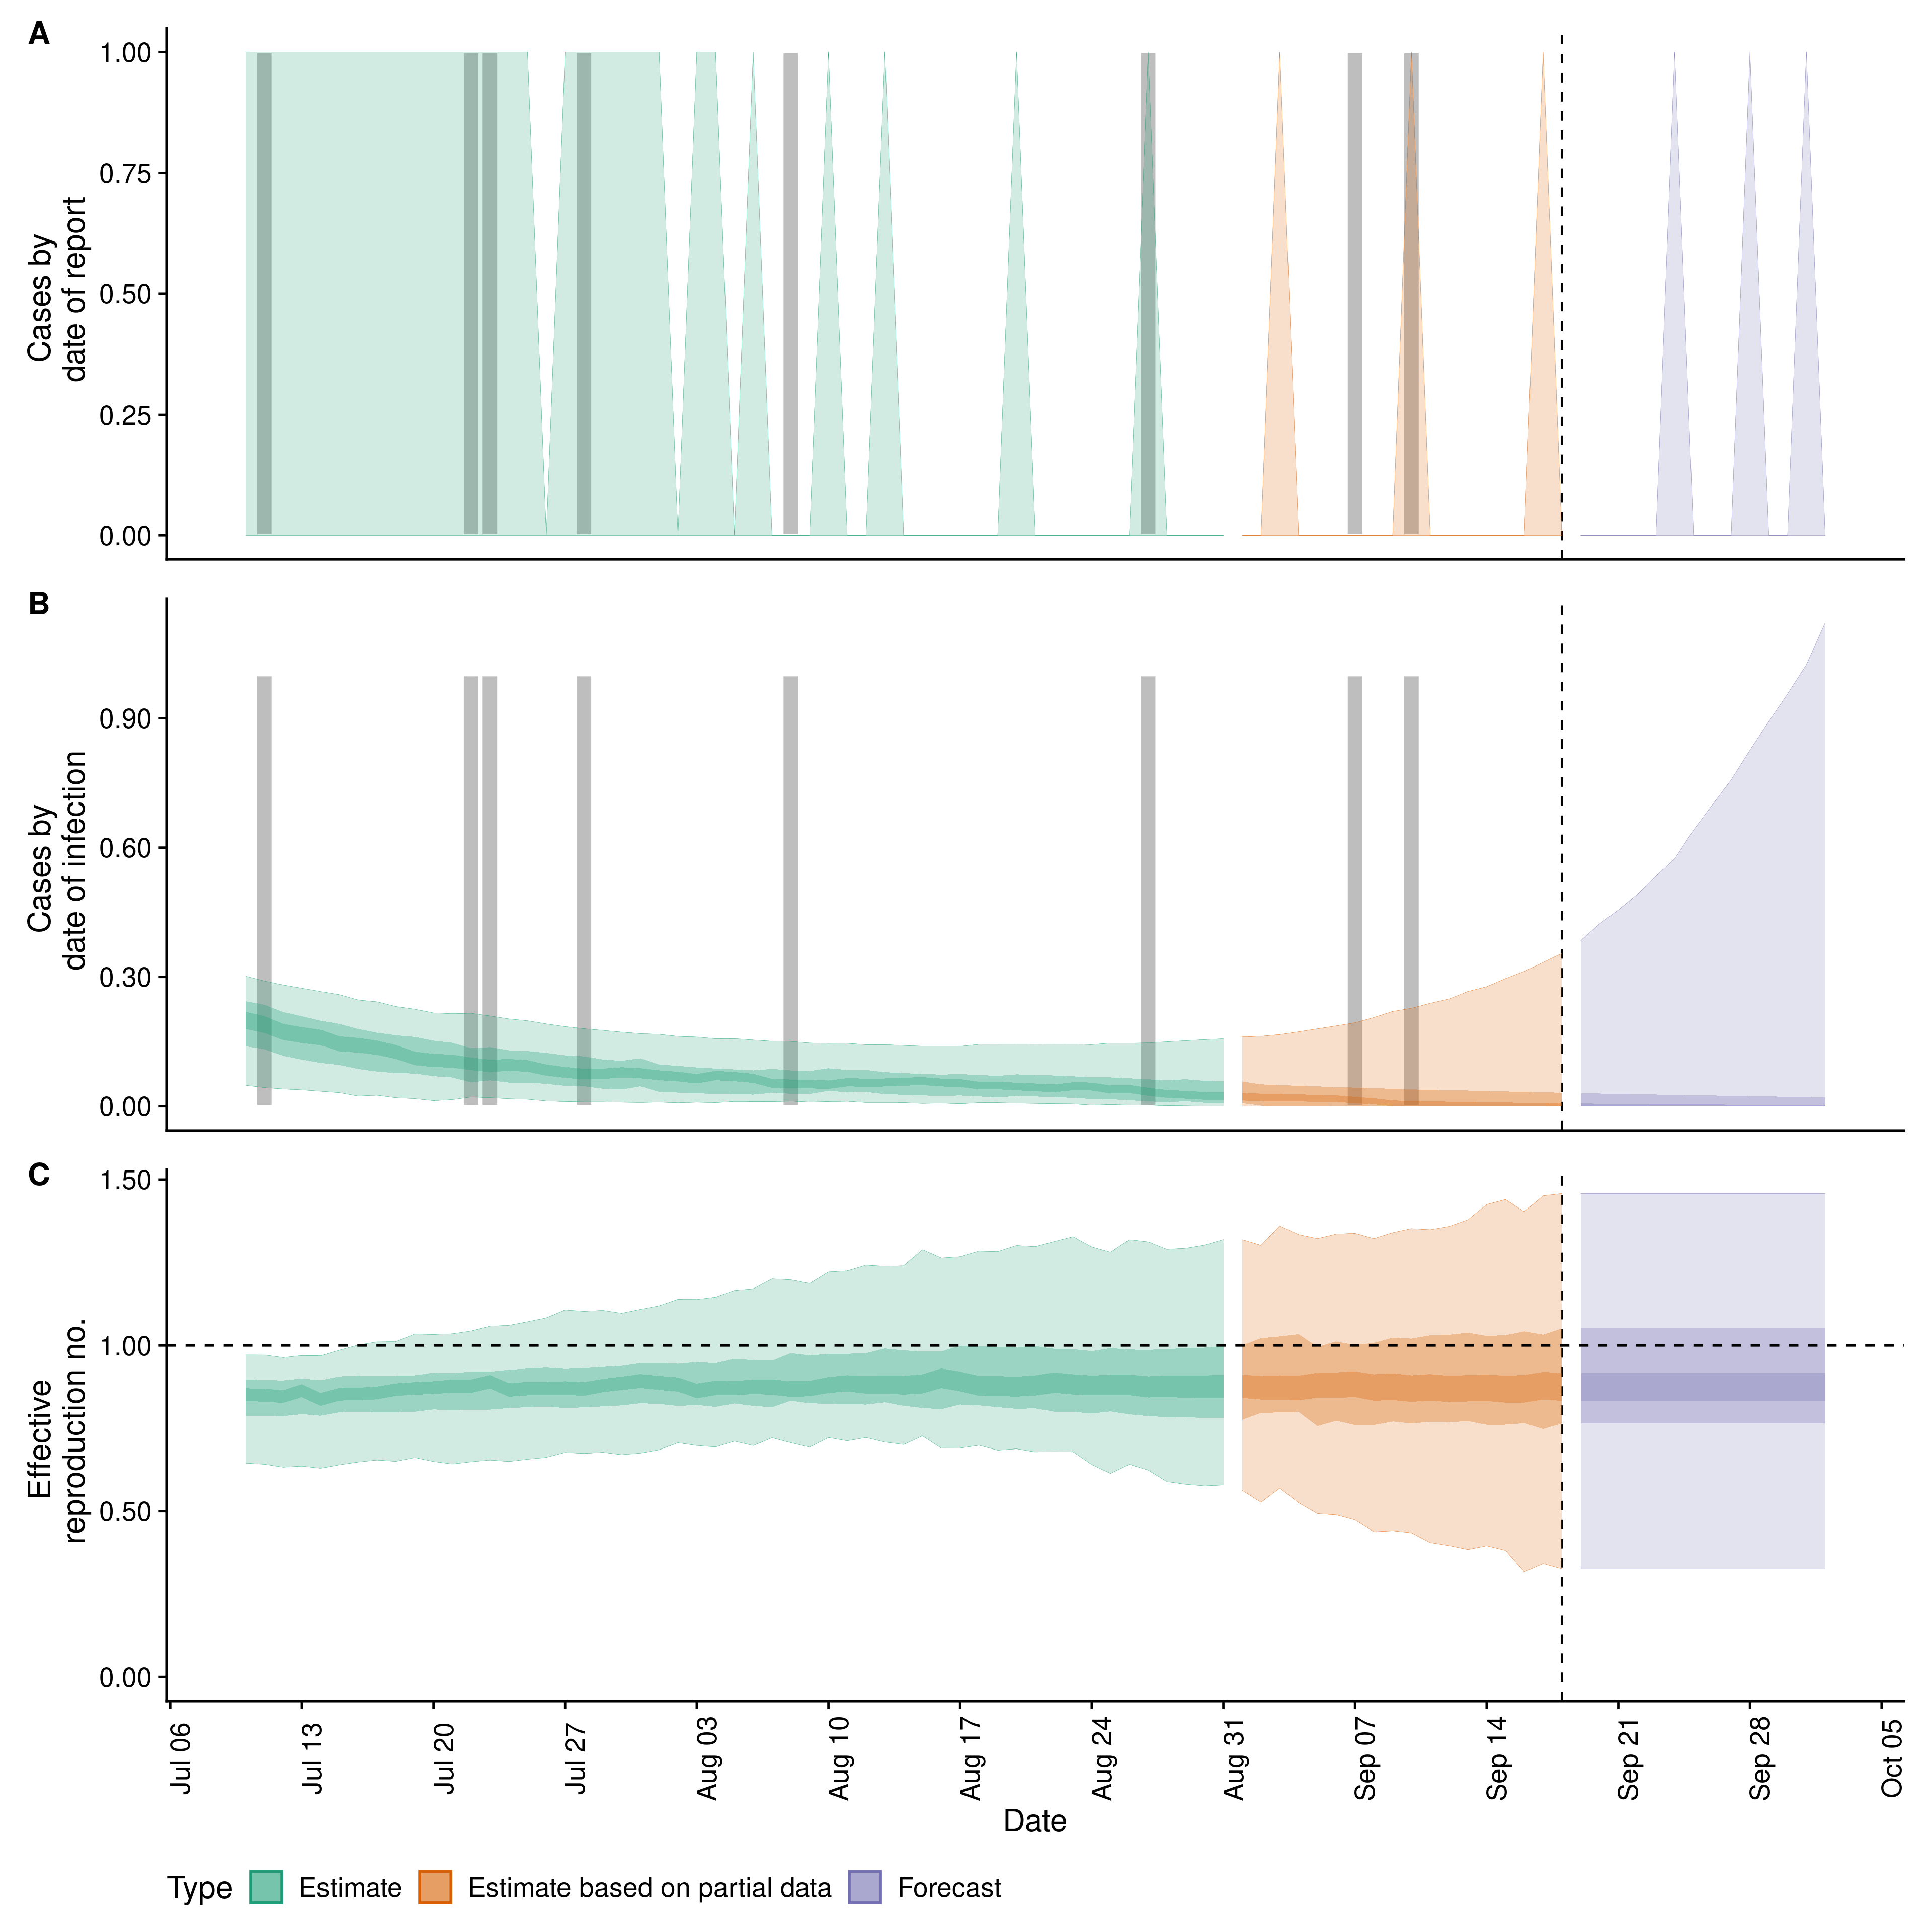 A
1.00
0.75
0.50
0.25
0.00
Cases by
date of report
B
0.90
0.60
0.30
0.00
Cases by
date of infection
C
1.50
1.00
0.50
0.00
Effective
reproduction no.
Jul 06
Jul 13
Jul 20
Jul 27
Aug 03
Aug 10
Aug 17
Aug 24
Aug 31
Sep 07
Sep 14
Sep 21
Sep 28
Oct 05
Date
Type Estimate Estimate based on partial data Forecast